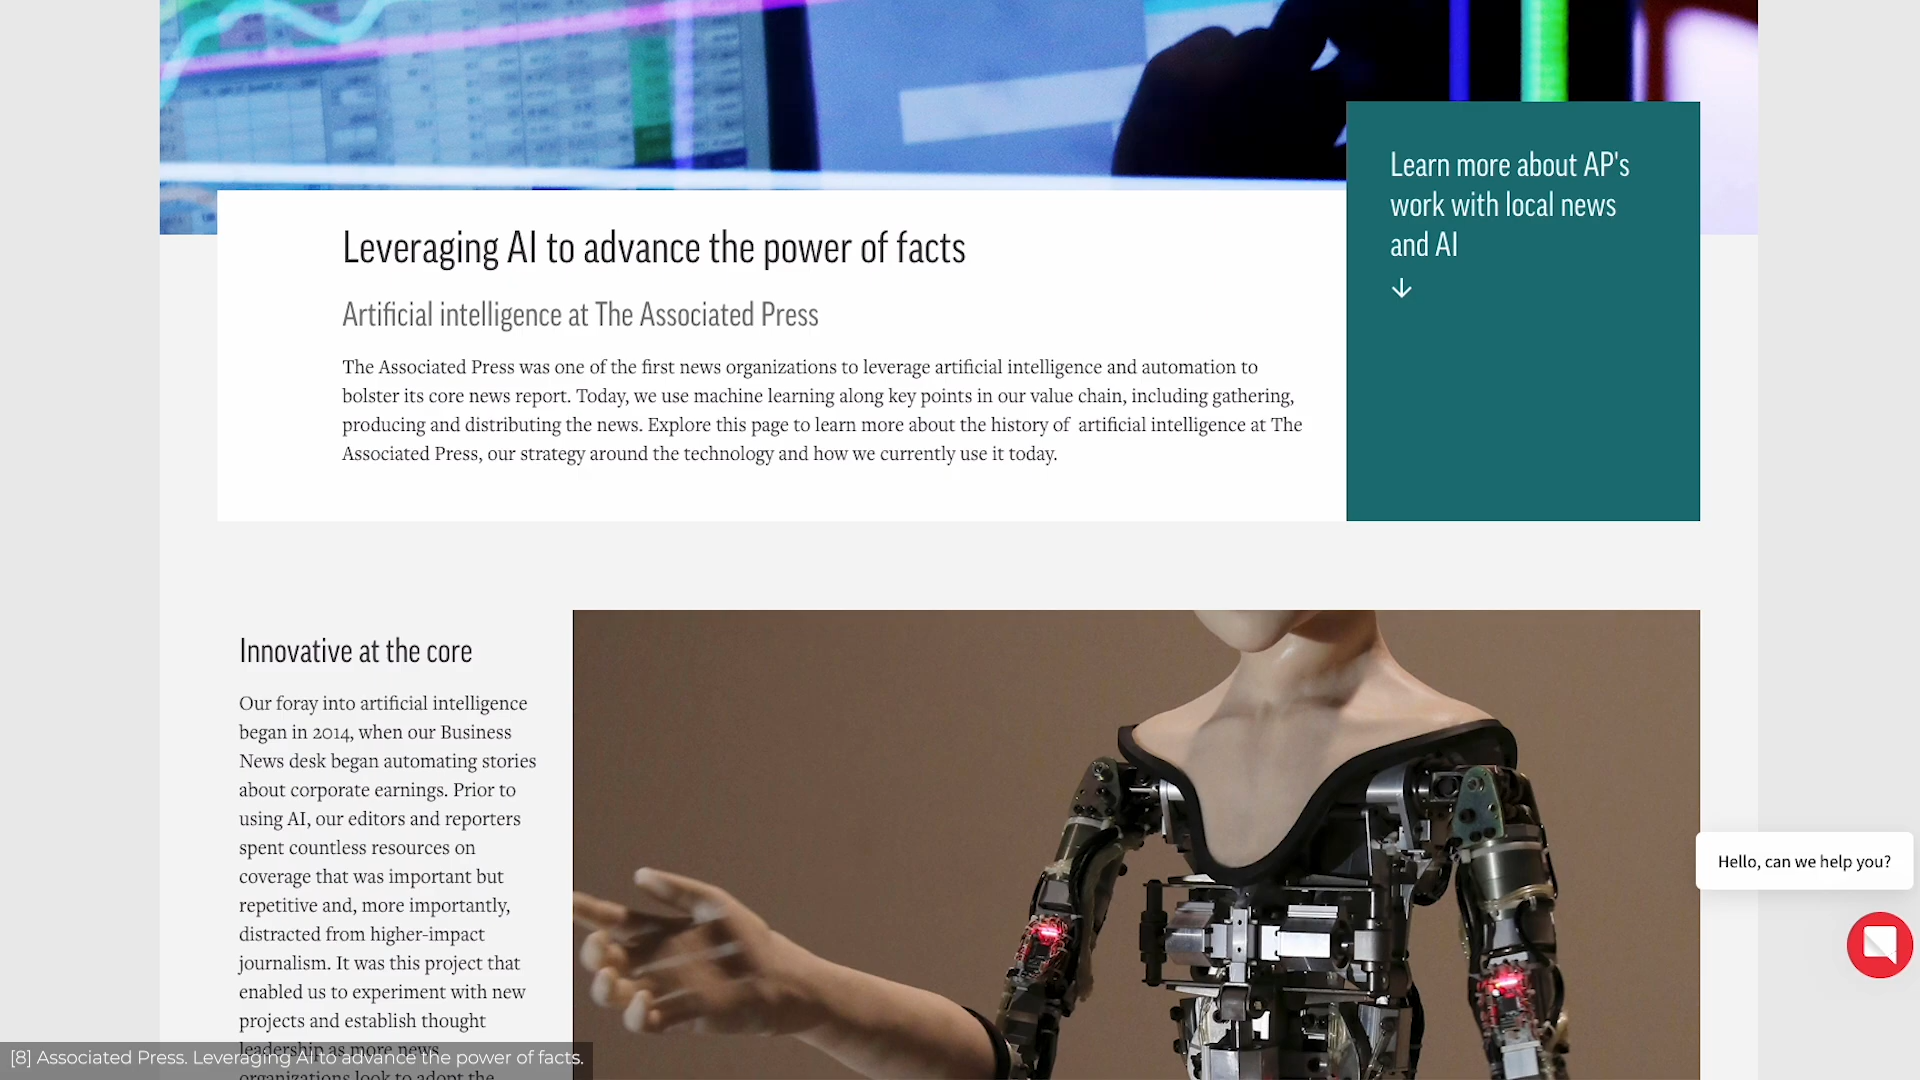 Learn more about AP's
work with local news
and AI
Leveraging AI to advance the power of facts
Artificial intelligence at The Associated Press
The Associated Press was one of the first news organizations to leverage artificial intelligence and automation to
bolster its core news report. Today, we use machine learning along key points in our value chain, including gathering,
producing and distributing the news. Explore this page to learn more about the history of artificial intelligence at The
Associated Press, our strategy around the technology and how we currently use it today.
Innovative at the core
Our foray into artificial intelligence
began in 2014, when our Business
News desk began automating stories
about corporate earnings. Prior to
using AI, our editors and reporters
spent countless resources on
coverage that was important but
repetitive and, more importantly,
distracted from higher-impact
journalism. It was this project that
enabled us to experiment with new
projects and establish thought
leadership as more news
organizations look to adopt the
Hello, can we help you?
[8] Associated Press. Leveraging AI to advance the power of facts.